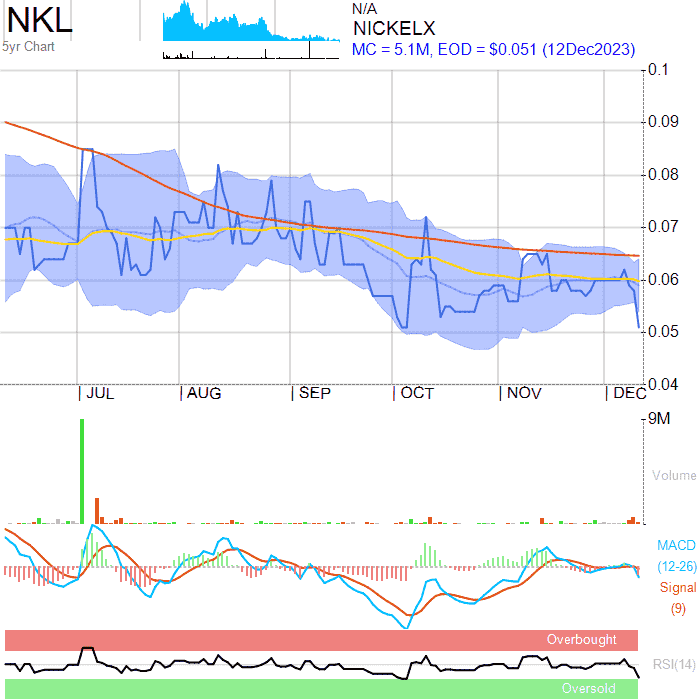 NKL
5yr Chart
N/A
NICKELX
MC = 5.1M, EOD = $0.051 (12Dec2023)
0.1
0.09
0.08
0.07
0.06
0.05
0.04
JUL AUG SEP OCT NOV DEC
9M
Volume
MACD
(12-26)
Signal
(9)
Overbought
RSI(14)
Oversold